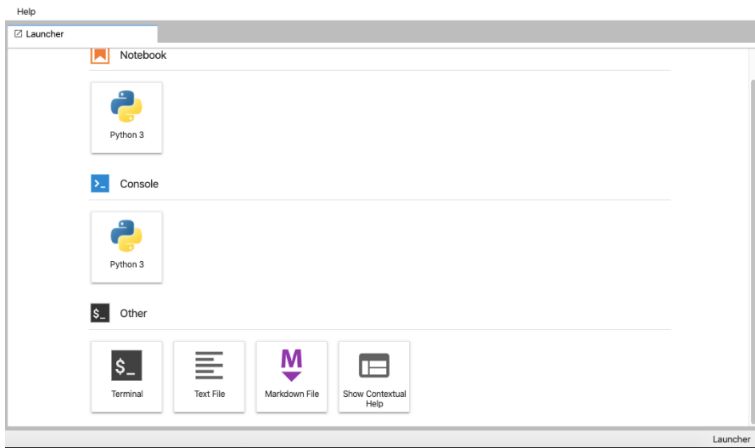 Help
Launcher
Notebook
Python 3
>_ Console
Python 3
$_ Other
$_
Terminal
Text File
M
Markdown File
Show Contextual
Help
Launcher